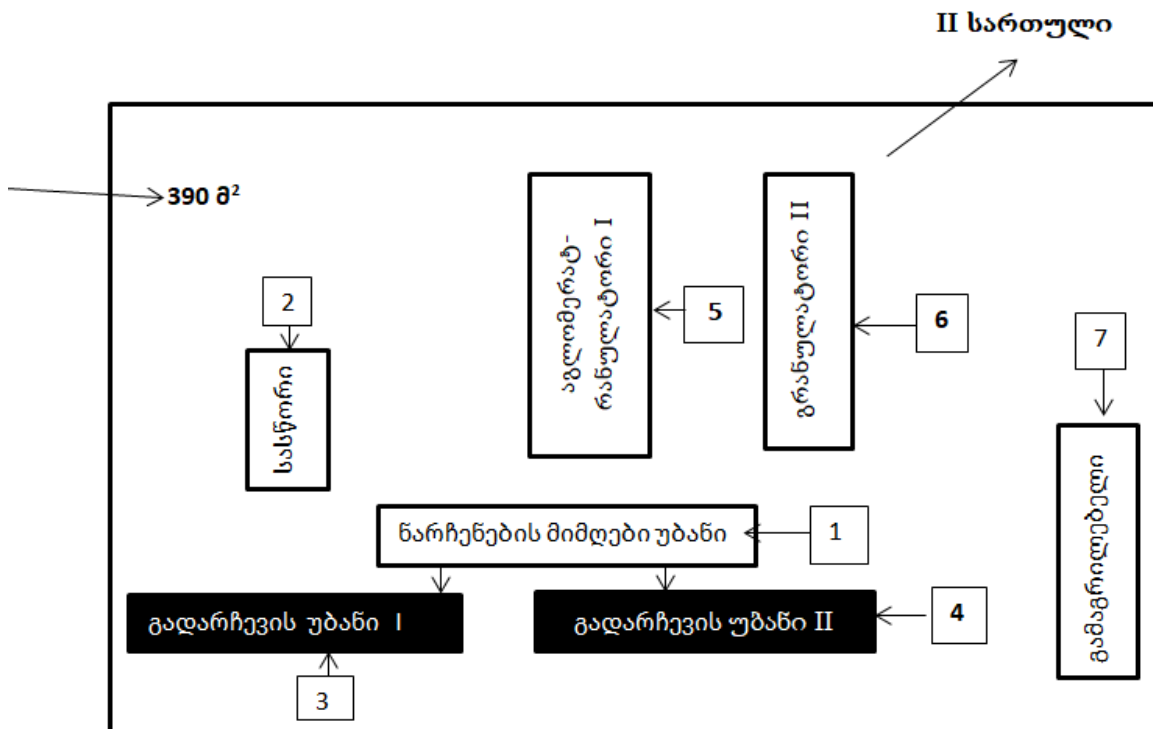 II სართული
390 მ²
აგლომერატ-
რანულატორი I
გრანულატორი II
2
5
6
7
სასწორი
გამაგრილებელი
ნარჩენების მიმღები უბანი
1
გადარჩევის უბანი I
გადარჩევის უბანი II
4
3